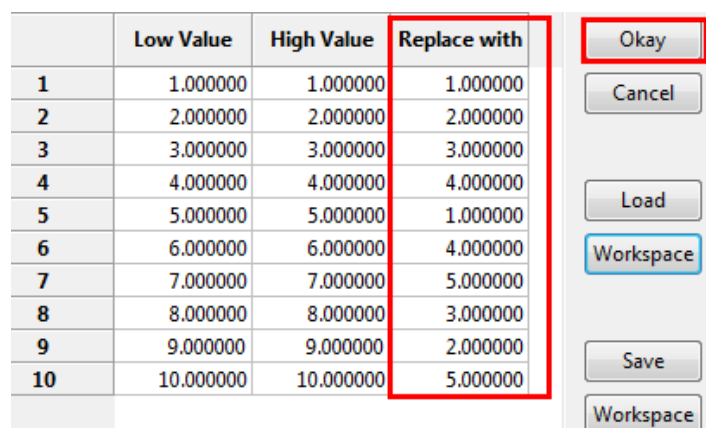 Low Value High Value Replace with
1 1.000000 1.000000 1.000000
2 2.000000 2.000000 2.000000
3 3.000000 3.000000 3.000000
4 4.000000 4.000000 4.000000
5 5.000000 5.000000 1.000000
6 6.000000 6.000000 4.000000
7 7.000000 7.000000 5.000000
8 8.000000 8.000000 3.000000
9 9.000000 9.000000 2.000000
10 10.000000 10.000000 5.000000
Okay
Cancel
Load
Workspace
Save
Workspace